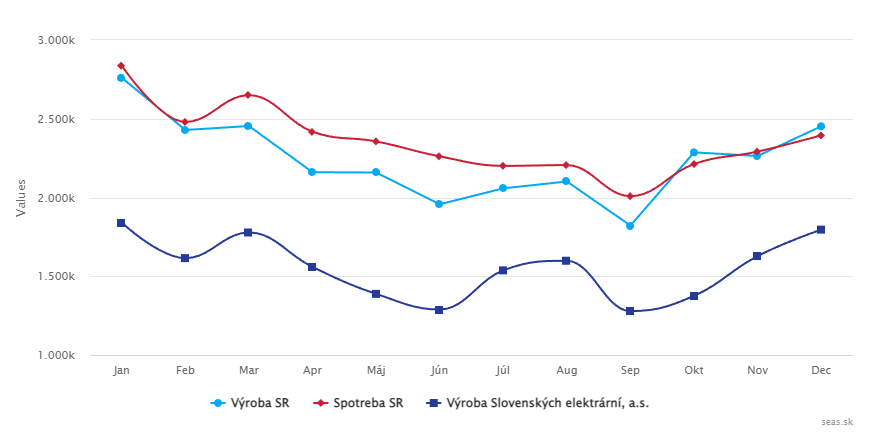 3.000k
2.500k
2.000k
1.500k
1.000k
Values
Jan Feb Mar Apr Máj Jún Júl Aug Sep Okt Nov Dec
Výroba SR Spotreba SR Výroba Slovenských elektrární, a.s.
seas.sk